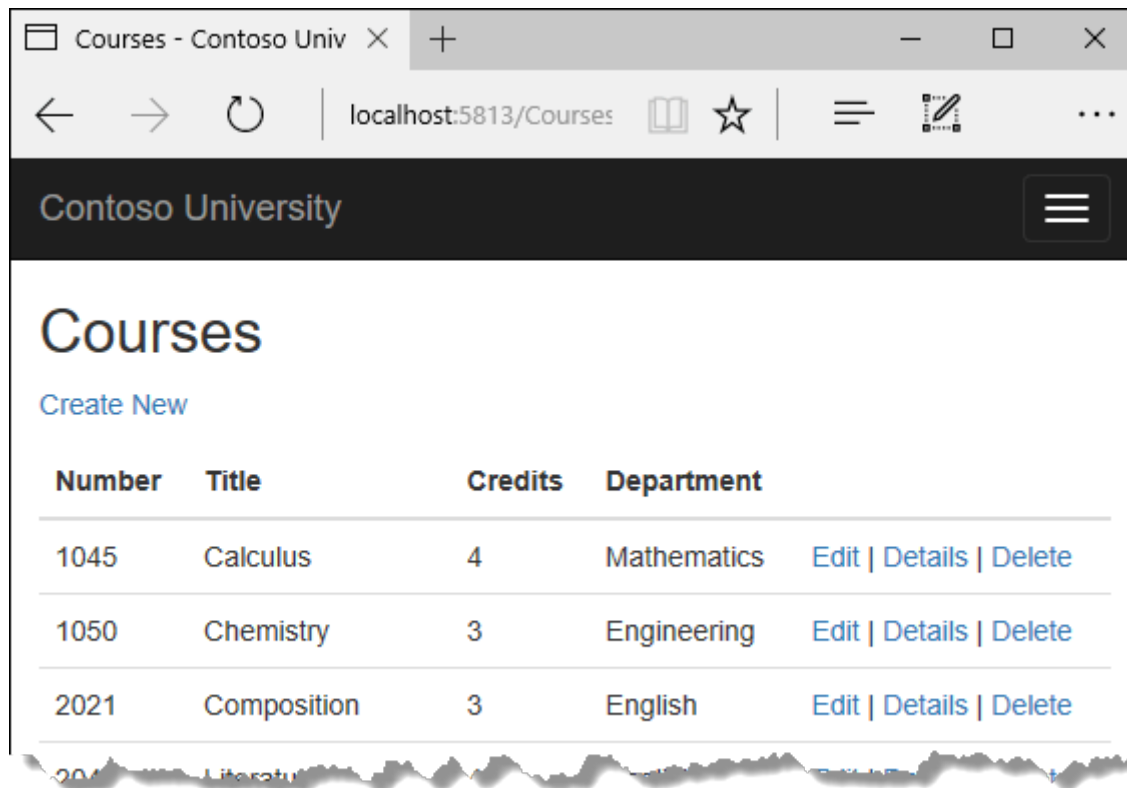 Courses - Contoso Univ
localhost:5813/Courses
Contoso University
Courses
Create New
Number Title Credits Department
1045 Calculus 4 Mathematics Edit | Details | Delete
1050 Chemistry 3 Engineering Edit | Details | Delete
2021 Composition 3 English Edit | Details | Delete